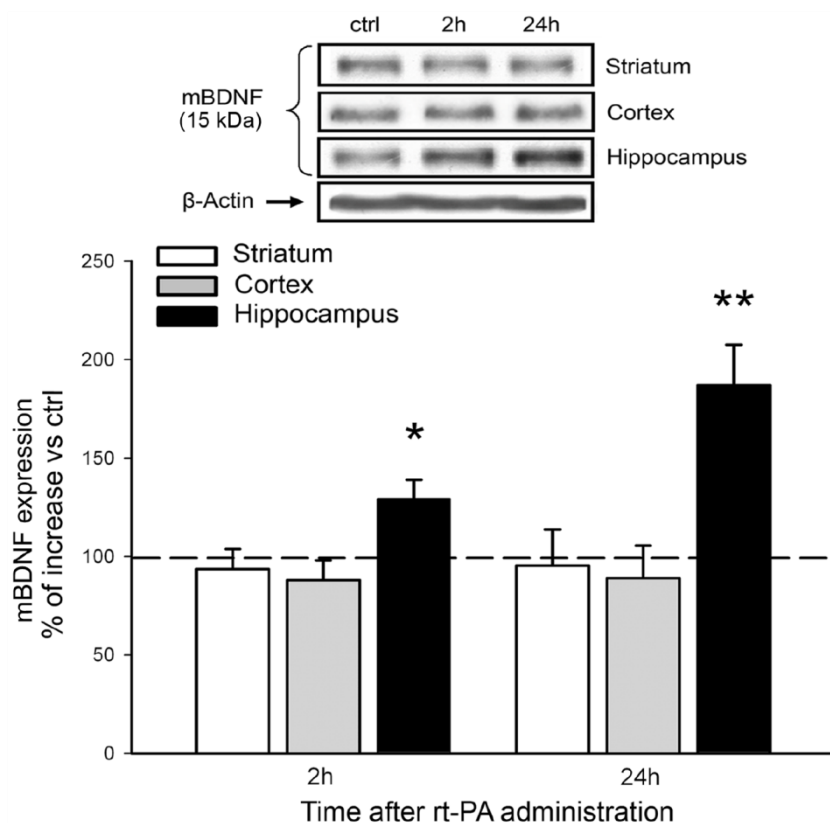 ctrl 2h 24h
mBDNF
(15 kDa)
Striatum
Cortex
Hippocampus
β-Actin
Striatum
Cortex
Hippocampus
250
200
150
100
50
0
mBDNF expression
% of increase vs ctrl
*
**
2h 24h
Time after rt-PA administration